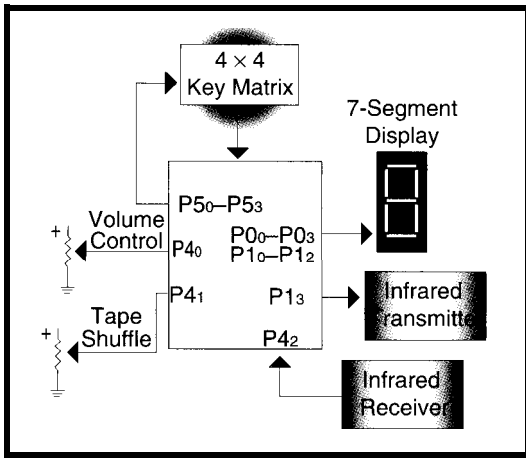 4 × 4
Key Matrix
7-Segment
Display
P50–P53
Volume
Control
P40
P00–P03
P10–P12
+
Tape
Shuffle
P41
P13
Infrared
Transmitter
+
P42
Infrared
Receiver